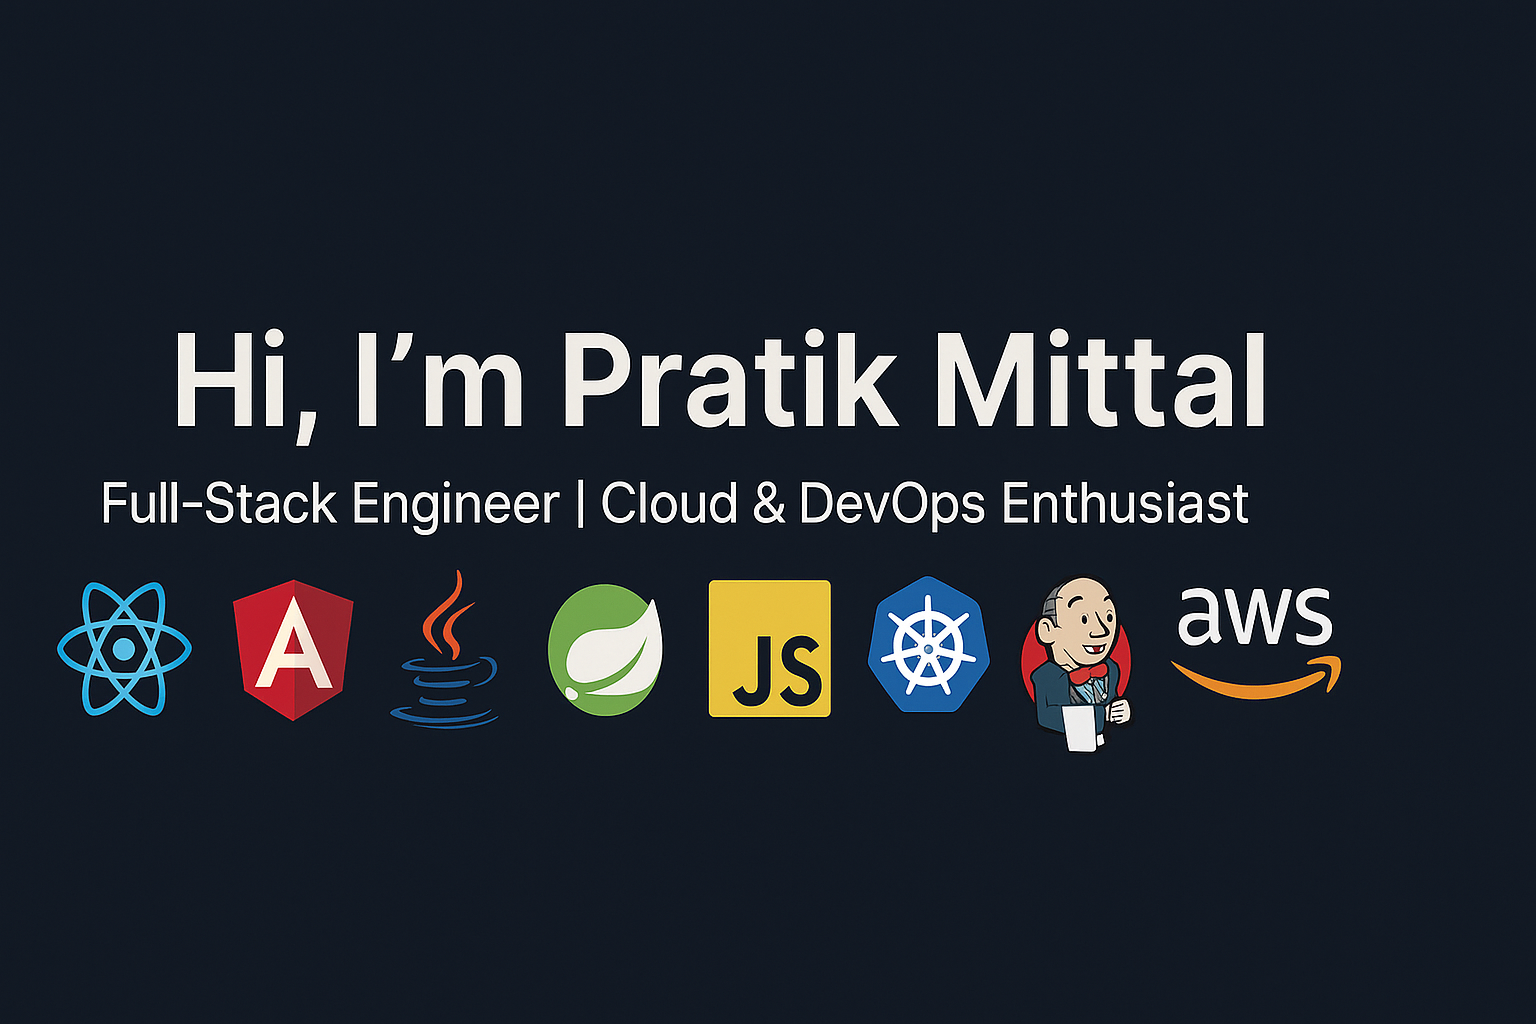 Hi, I’m Pratik Mittal
Full-Stack Engineer | Cloud & DevOps Enthusiast
A
JS
aws